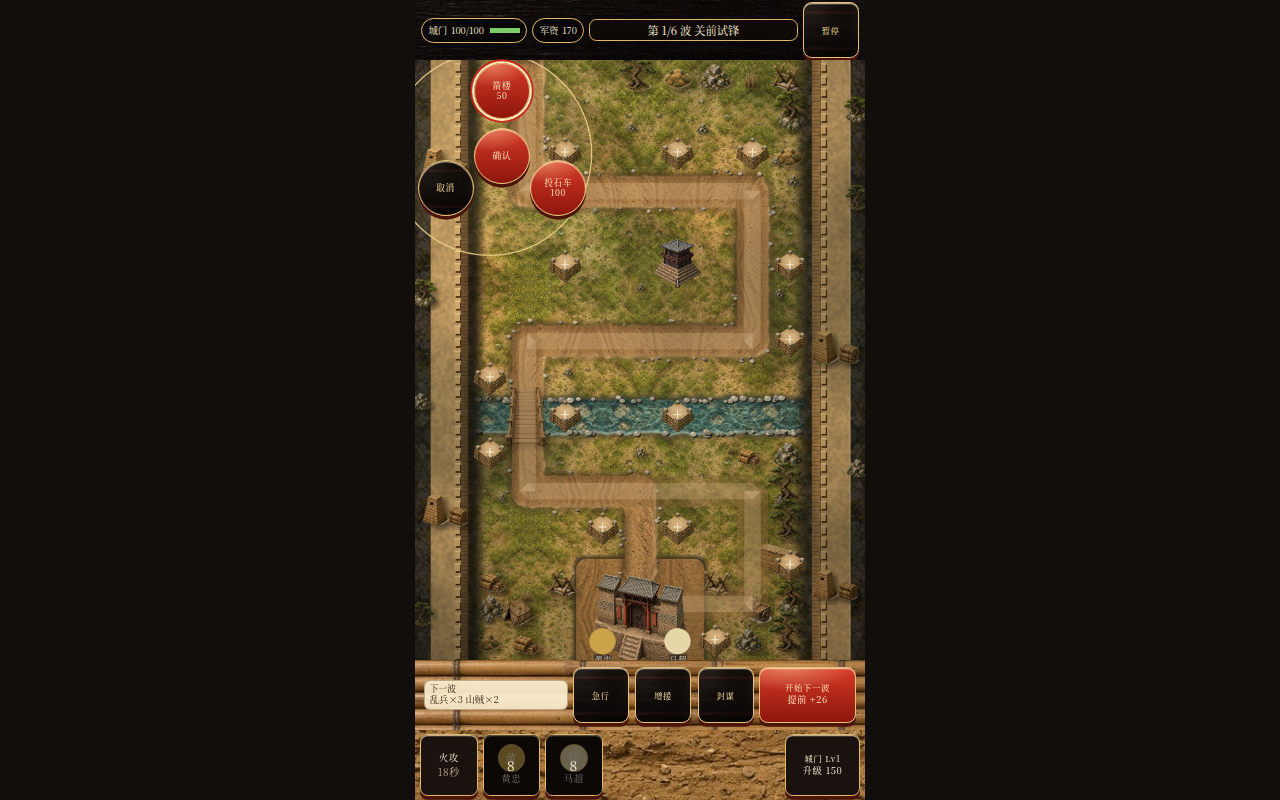 城门 100/100
军资 170
第 1/6 波 关前试锋
暂停
箭楼
50
确认
取消
投石车
100
下一波
乱兵×3 山贼×2
急行
增援
封谋
开始下一波
提前 +26
火攻
18秒
8
黄忠
8
马超
城门 Lv1
升级 150